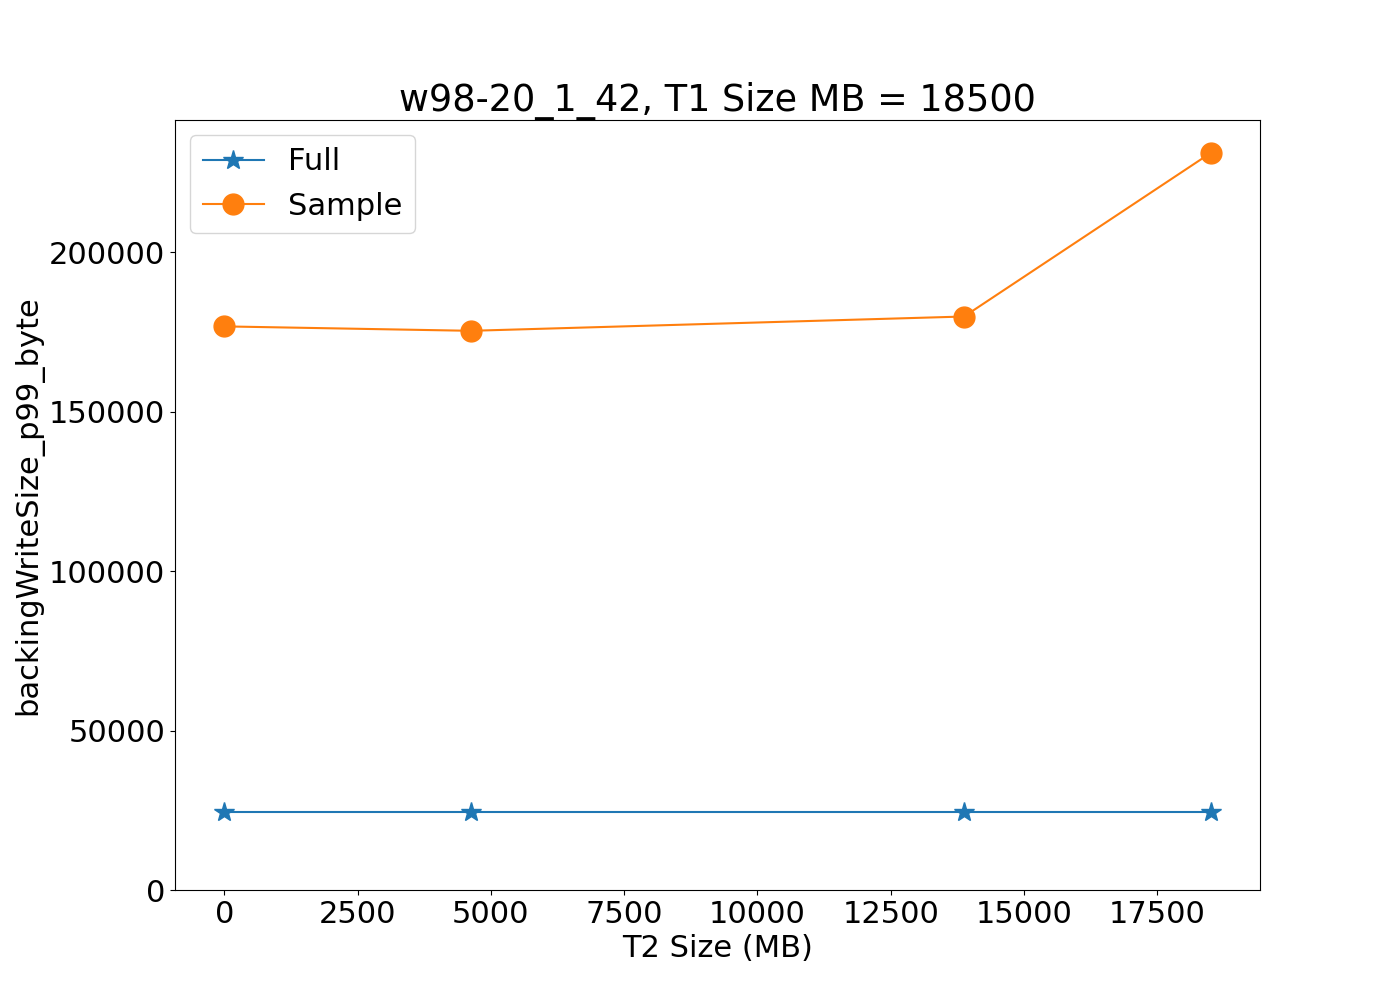 w98-20_1_42, T1 Size MB = 18500
Full
Sample
backingWriteSize_p99_byte
200000
150000
100000
50000
0
0 2500 5000 7500 10000 12500 15000 17500
T2 Size (MB)